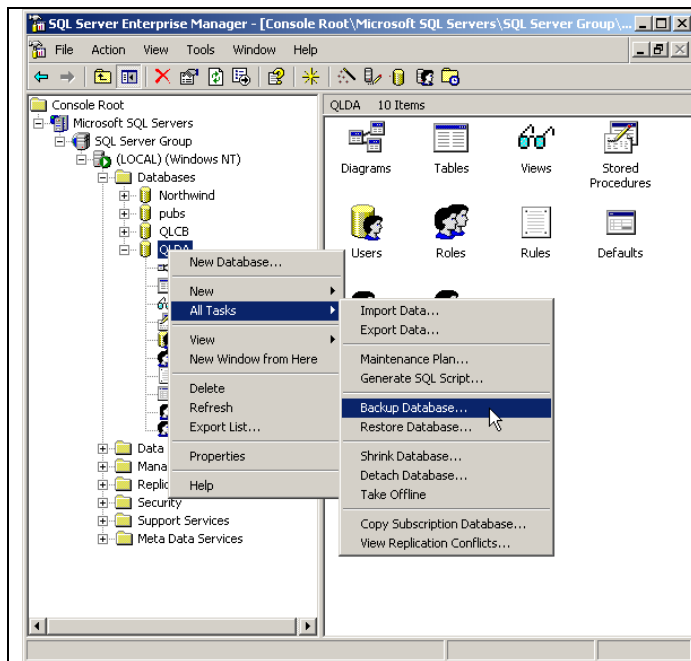 SQL Server Enterprise Manager - [Console Root\Microsoft SQL Servers\SQL Server Group\...
File Action View Tools Window Help
Console Root
Microsoft SQL Servers
SQL Server Group
(LOCAL) (Windows NT)
Databases
Northwind
pubs
QLCB
QLDA
Data
Mana
Replic
Security
Support Services
Meta Data Services
New Database...
New
All Tasks
View
New Window from Here
Delete
Refresh
Export List...
Properties
Help
Import Data...
Export Data...
Maintenance Plan...
Generate SQL Script...
Backup Database...
Restore Database...
Shrink Database...
Detach Database...
Take Offline
Copy Subscription Database...
View Replication Conflicts...
QLDA 10 Items
Diagrams
Tables
Views
Stored
Procedures
Users
Roles
Rules
Defaults